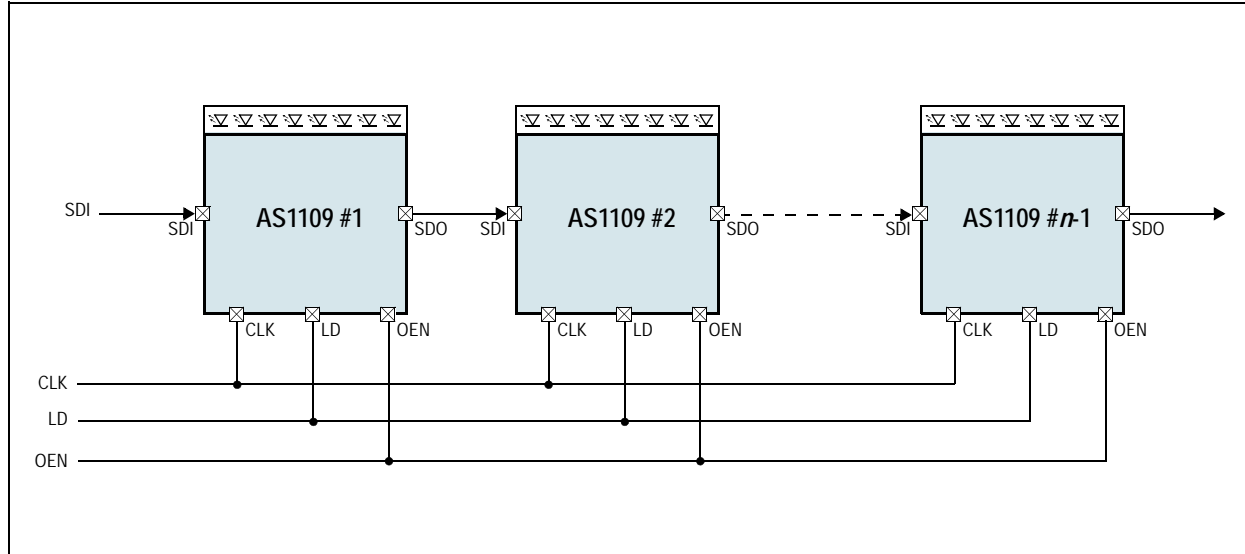 SDI
SDI
AS1109 #1
SDO
SDI
AS1109 #2
SDO
SDI
AS1109 #n-1
SDO
CLK
LD
OEN
CLK
LD
OEN
CLK
LD
OEN
CLK
LD
OEN